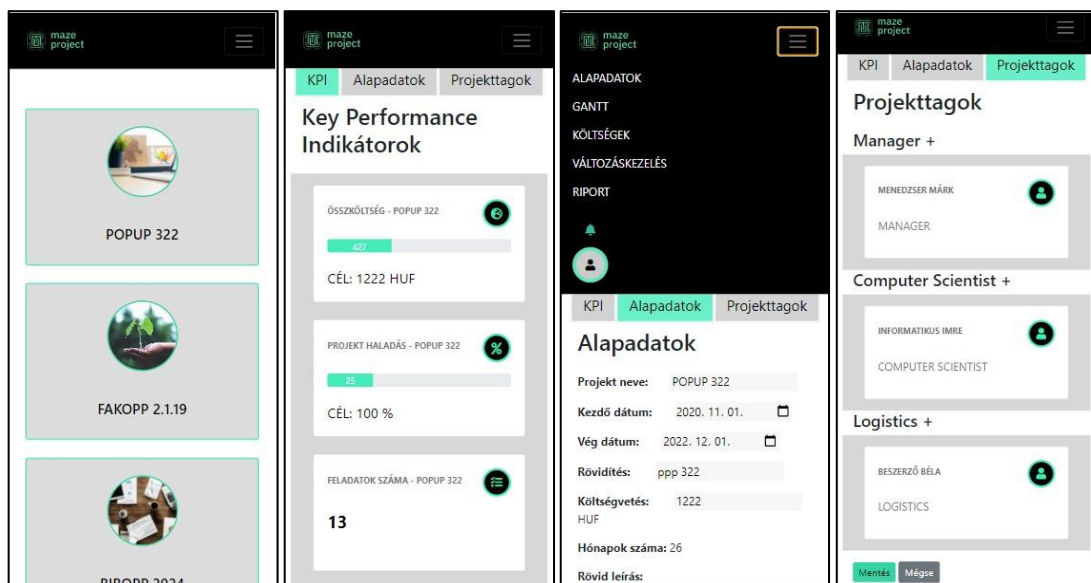 maze
project
POPUP 322
FAKOPP 2.1.19
maze
project
KPI Alapadatok Projekttagok
Key Performance
Indikátorok
ÖSSZKÖLTSÉG - POPUP 322
427
CÉL: 1222 HUF
PROJEKT HALADÁS - POPUP 322
25
CÉL: 100 %
FELADATOK SZÁMA - POPUP 322
13
maze
project
ALAPADATOK
GANTT
KÖLTSÉGEK
VÁLTOZÁSKEZELÉS
RIPORT
KPI Alapadatok Projekttagok
Alapadatok
Projekt neve: POPUP 322
Kezdő dátum: 2020. 11. 01.
Vég dátum: 2022. 12. 01.
Rövidítés: ppp 322
Költségvetés: 1222
HUF
Hónapok száma: 26
Rövid leírás:
maze
project
KPI Alapadatok Projekttagok
Projekttagok
Manager +
MENEDZSER MÁRK
MANAGER
Computer Scientist +
INFORMATIKUS IMRE
COMPUTER SCIENTIST
Logistics +
BESZERZŐ BÉLA
LOGISTICS
Mentés Mégse